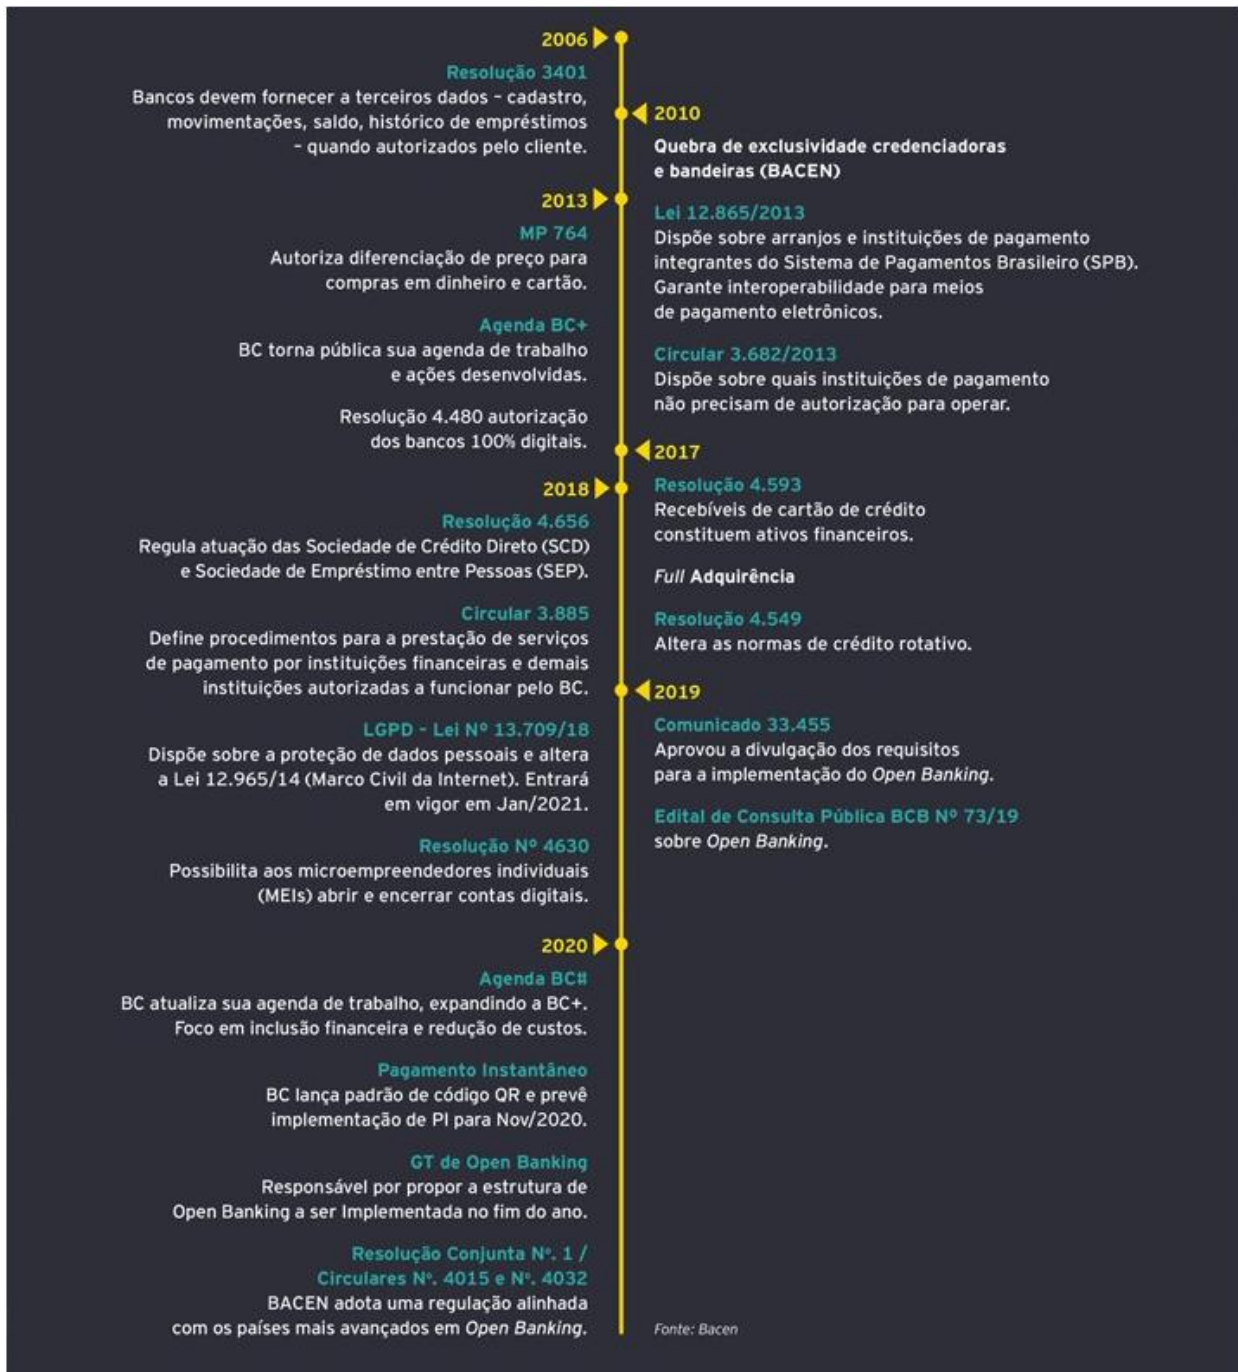 2006
Resolução 3401
Bancos devem fornecer a terceiros dados – cadastro,
movimentações, saldo, histórico de empréstimos
– quando autorizados pelo cliente.
2010
Quebra de exclusividade credenciadoras
e bandeiras (BACEN)
2013
MP 764
Autoriza diferenciação de preço para
compras em dinheiro e cartão.
Agenda BC+
BC torna pública sua agenda de trabalho
e ações desenvolvidas.
Resolução 4.480 autorização
dos bancos 100% digitais.
Lei 12.865/2013
Dispõe sobre arranjos e instituições de pagamento
integrantes do Sistema de Pagamentos Brasileiro (SPB).
Garante interoperabilidade para meios
de pagamento eletrônicos.
Circular 3.682/2013
Dispõe sobre quais instituições de pagamento
não precisam de autorização para operar.
2017
Resolução 4.593
Recebíveis de cartão de crédito
constituem ativos financeiros.
Full Adquirência
Resolução 4.549
Altera as normas de crédito rotativo.
2018
Resolução 4.656
Regula atuação das Sociedade de Crédito Direto (SCD)
e Sociedade de Empréstimo entre Pessoas (SEP).
Circular 3.885
Define procedimentos para a prestação de serviços
de pagamento por instituições financeiras e demais
instituições autorizadas a funcionar pelo BC.
LGPD - Lei Nº 13.709/18
Dispõe sobre a proteção de dados pessoais e altera
a Lei 12.965/14 (Marco Civil da Internet). Entrará
em vigor em Jan/2021.
Resolução Nº 4630
Possibilita aos microempreendedores individuais
(MEIs) abrir e encerrar contas digitais.
2019
Comunicado 33.455
Aprovou a divulgação dos requisitos
para a implementação do Open Banking.
Edital de Consulta Pública BCB Nº 73/19
sobre Open Banking.
2020
Agenda BC#
BC atualiza sua agenda de trabalho, expandindo a BC+.
Foco em inclusão financeira e redução de custos.
Pagamento Instantâneo
BC lança padrão de código QR e prevê
implementação de PI para Nov/2020.
GT de Open Banking
Responsável por propor a estrutura de
Open Banking a ser Implementada no fim do ano.
Resolução Conjunta Nº. 1 /
Circulares Nº. 4015 e Nº. 4032
BACEN adota uma regulação alinhada
com os países mais avançados em Open Banking.
Fonte: Bacen